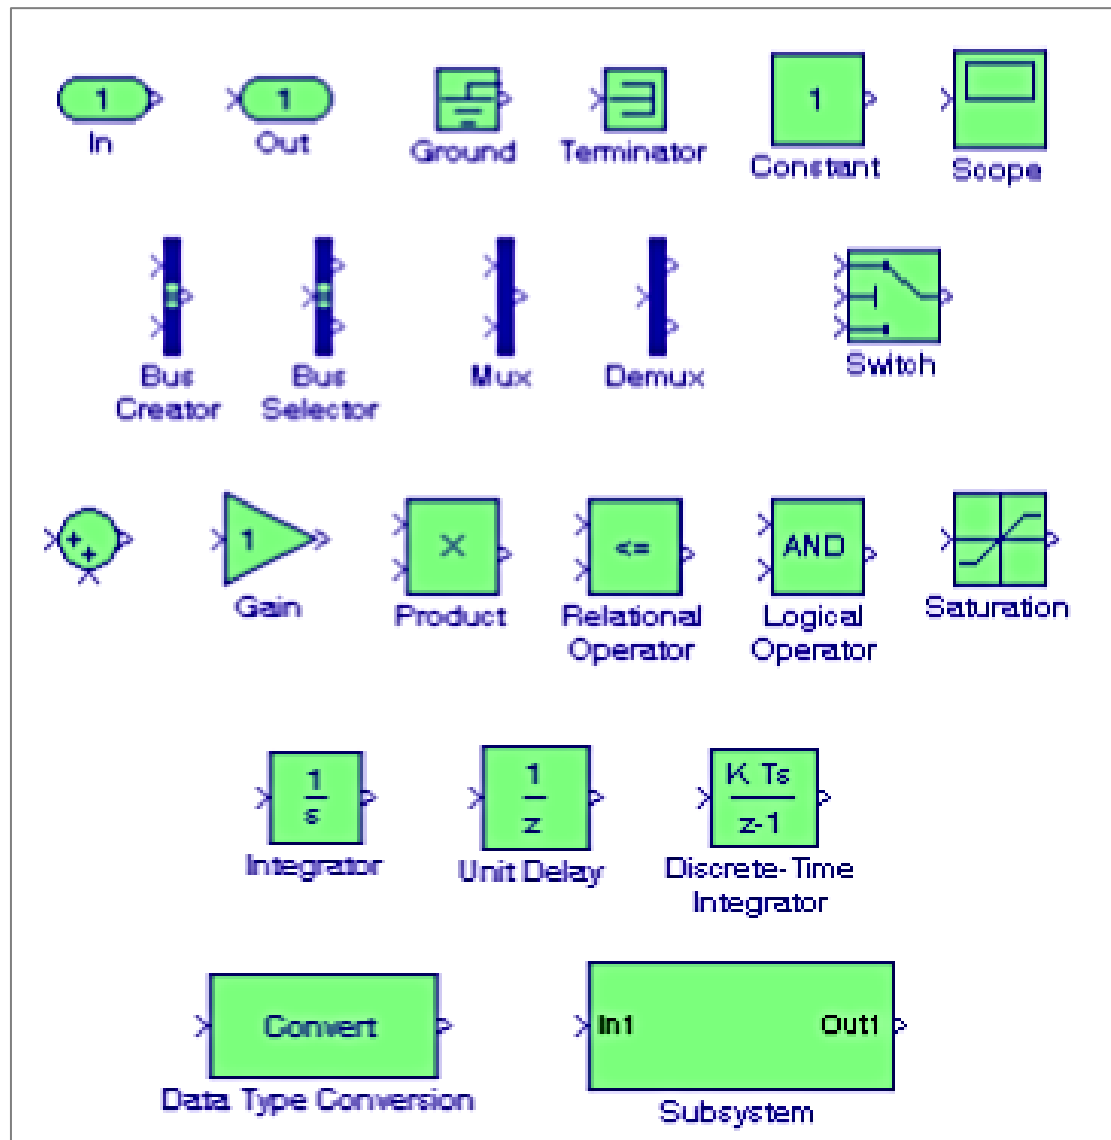 1 1 1
In Out Ground Terminator Constant Scope
Bus Bus Mux Demux Switch
Creator Selector
+ 1 X <= AND
+
Gain Product Relational Logical Saturation
Operator Operator
1 1 K Ts
s z z-1
Integrator Unit Delay Discrete-Time
Integrator
Convert In1 Out1
Data Type Conversion Subsystem